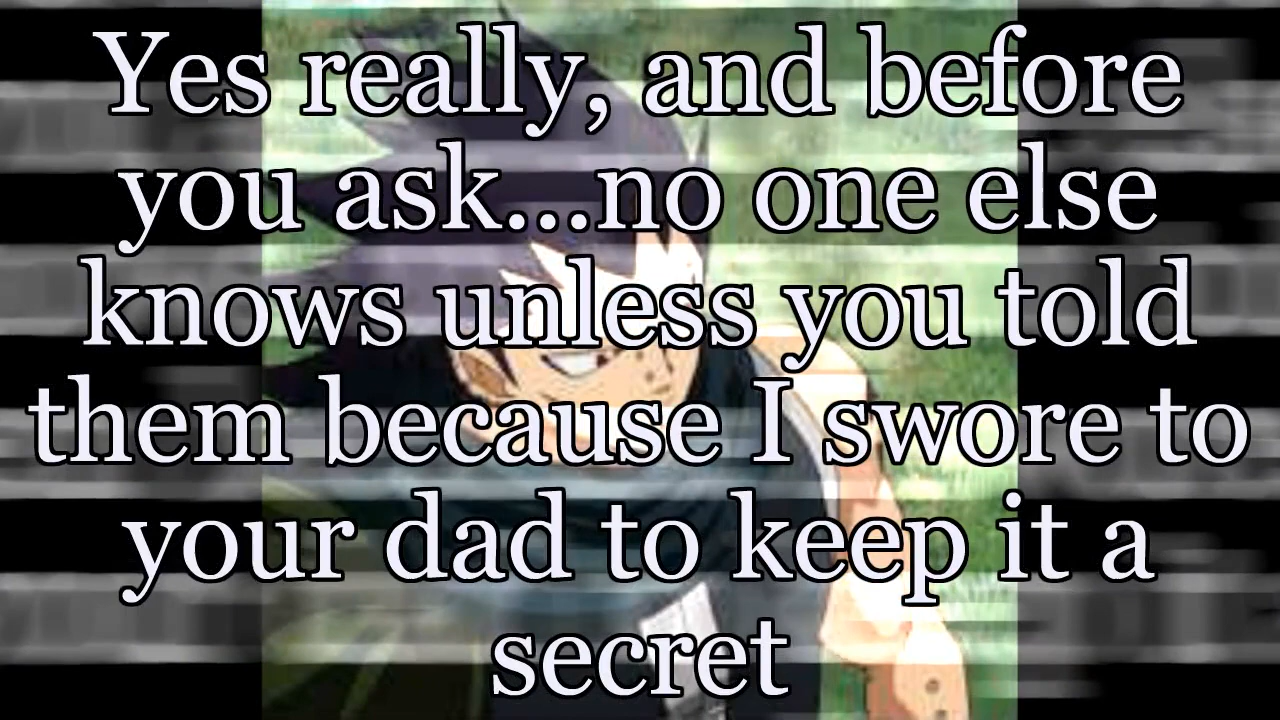 Yes really, and before
you ask...no one else
knows unless you told
them because I swore to
your dad to keep it a
secret